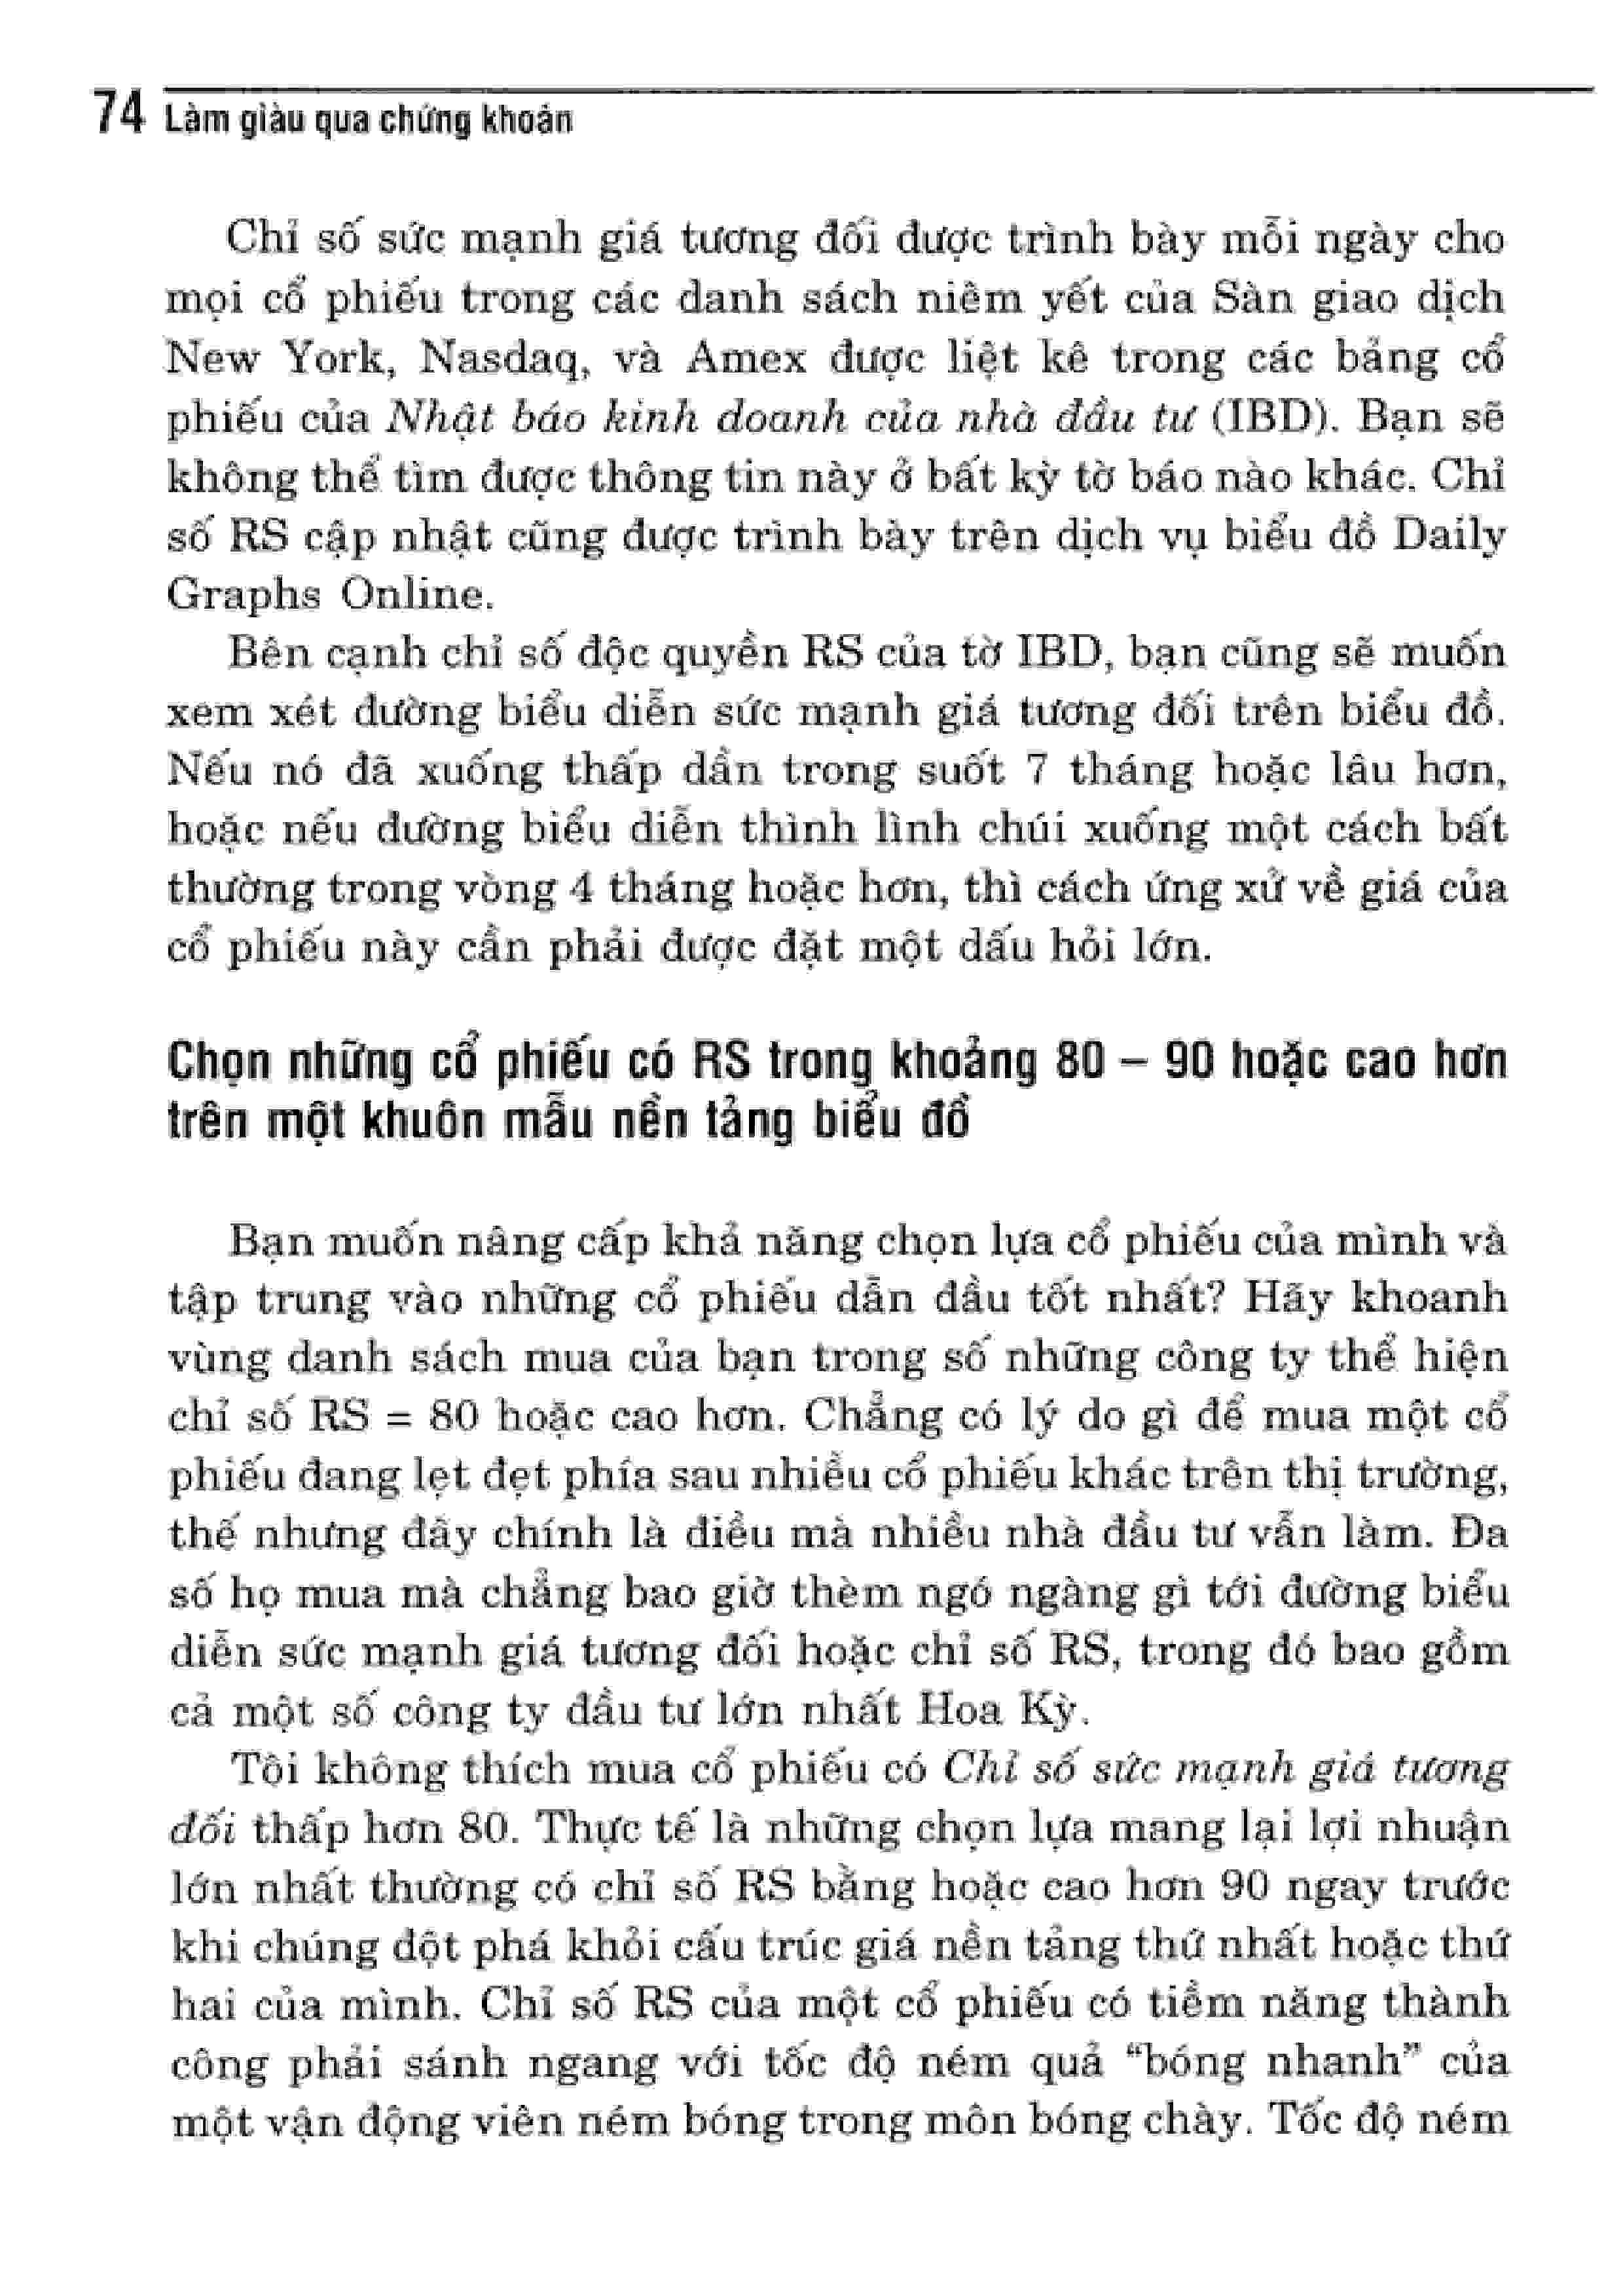 74 Làm giàu qua chứng khoán
Chỉ số sức mạnh giá tương đối được trình bày mỗi ngày cho
mọi cổ phiếu trong các danh sách niêm yết của Sàn giao dịch
New York, Nasdaq, và Amex được liệt kê trong các bảng cổ
phiếu của Nhật báo kinh doanh của nhà đầu tư (IBD). Bạn sẽ
không thể tìm được thông tin này ở bất kỳ tờ báo nào khác. Chỉ
số RS cập nhật cũng được trình bày trên dịch vụ biểu đồ Daily
Graphs Online.
Bên cạnh chỉ số độc quyền RS của tờ IBD, bạn cũng sẽ muốn
xem xét đường biểu diễn sức mạnh giá tương đối trên biểu đồ.
Nếu nó đã xuống thấp dần trong suốt 7 tháng hoặc lâu hơn,
hoặc nếu đường biểu diễn thình lình chúi xuống một cách bất
thường trong vòng 4 tháng hoặc hơn, thì cách ứng xử về giá của
cổ phiếu này cần phải được đặt một dấu hỏi lớn.
Chọn những cổ phiếu có RS trong khoảng 80 – 90 hoặc cao hơn
trên một khuôn mẫu nền tảng biểu đồ
Bạn muốn nâng cấp khả năng chọn lựa cổ phiếu của mình và
tập trung vào những cổ phiếu dẫn đầu tốt nhất? Hãy khoanh
vùng danh sách mua của bạn trong số những công ty thể hiện
chỉ số RS = 80 hoặc cao hơn. Chẳng có lý do gì để mua một cổ
phiếu đang lẹt đẹt phía sau nhiều cổ phiếu khác trên thị trường,
thế nhưng đây chính là điều mà nhiều nhà đầu tư vẫn làm. Đa
số họ mua mà chẳng bao giờ thèm ngó ngàng gì tới đường biểu
diễn sức mạnh giá tương đối hoặc chỉ số RS, trong đó bao gồm
cả một số công ty đầu tư lớn nhất Hoa Kỳ.
Tôi không thích mua cổ phiếu có Chỉ số sức mạnh giá tương
đối thấp hơn 80. Thực tế là những chọn lựa mang lại lợi nhuận
lớn nhất thường có chỉ số RS bằng hoặc cao hơn 90 ngay trước
khi chúng đột phá khỏi cấu trúc giá nền tảng thứ nhất hoặc thứ
hai của mình. Chỉ số RS của một cổ phiếu có tiềm năng thành
công phải sánh ngang với tốc độ ném quả “bóng nhanh” của
một vận động viên ném bóng trong môn bóng chày. Tốc độ ném